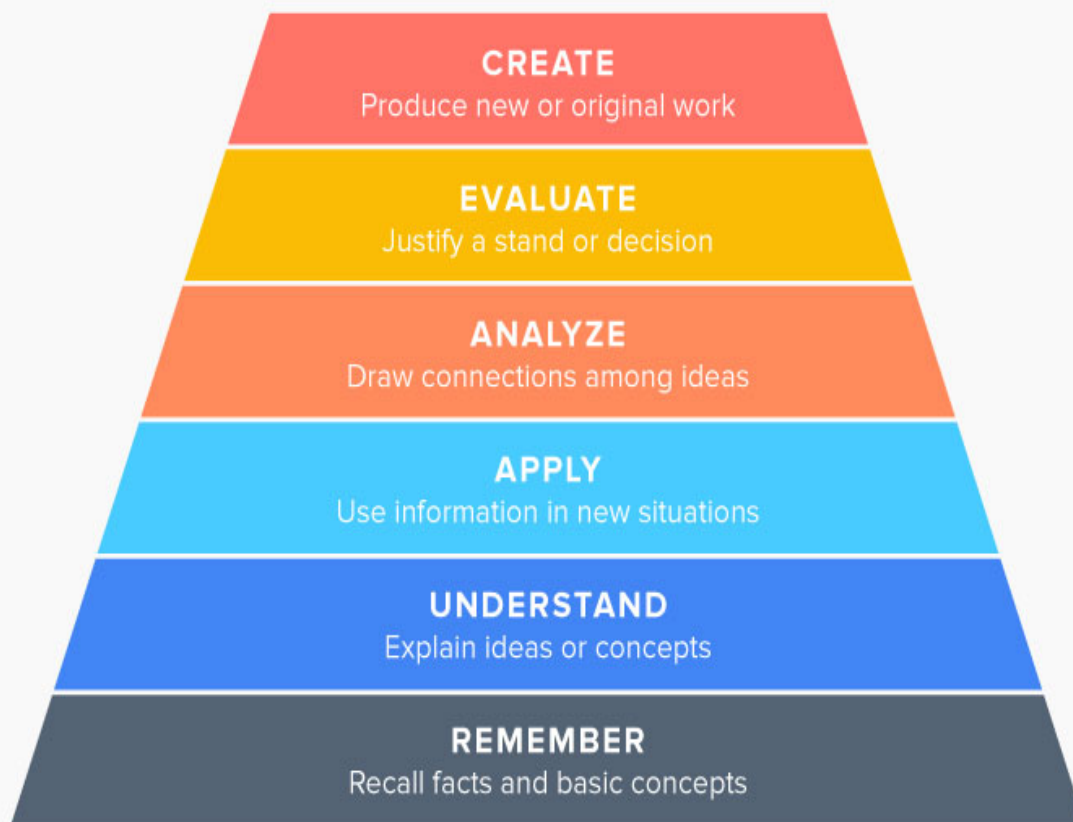 CREATE
Produce new or original work
EVALUATE
Justify a stand or decision
ANALYZE
Draw connections among ideas
APPLY
Use information in new situations
UNDERSTAND
Explain ideas or concepts
REMEMBER
Recall facts and basic concepts